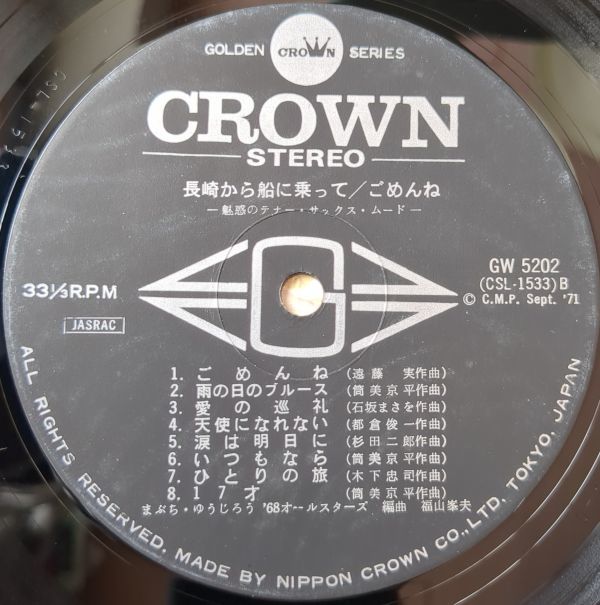 GOLDEN CROWN SERIES
CROWN
STEREO
長崎から船に乗って/ごめんね
—魅惑のテナー・サックス・ムード—
G
33⅓R.P.M
JASRAC
GW 5202
(CSL-1533)B
© C.M.P. Sept. '71
1. ごめんね (遠藤 実作曲)
2. 雨の日のブルース (筒美京平作曲)
3. 愛の巡礼 (石坂まさを作曲)
4. 天使になれない (都倉俊一作曲)
5. 涙は明日に (杉田二郎作曲)
6. いつもなら (筒美京平作曲)
7. ひとりの旅 (木下忠司作曲)
8. 17才 (筒美京平作曲)
まぶち・ゆうじろう '68オールスターズ 編曲 福山峯夫
ALL RIGHTS RESERVED. MADE BY NIPPON CROWN CO., LTD. TOKYO, JAPAN